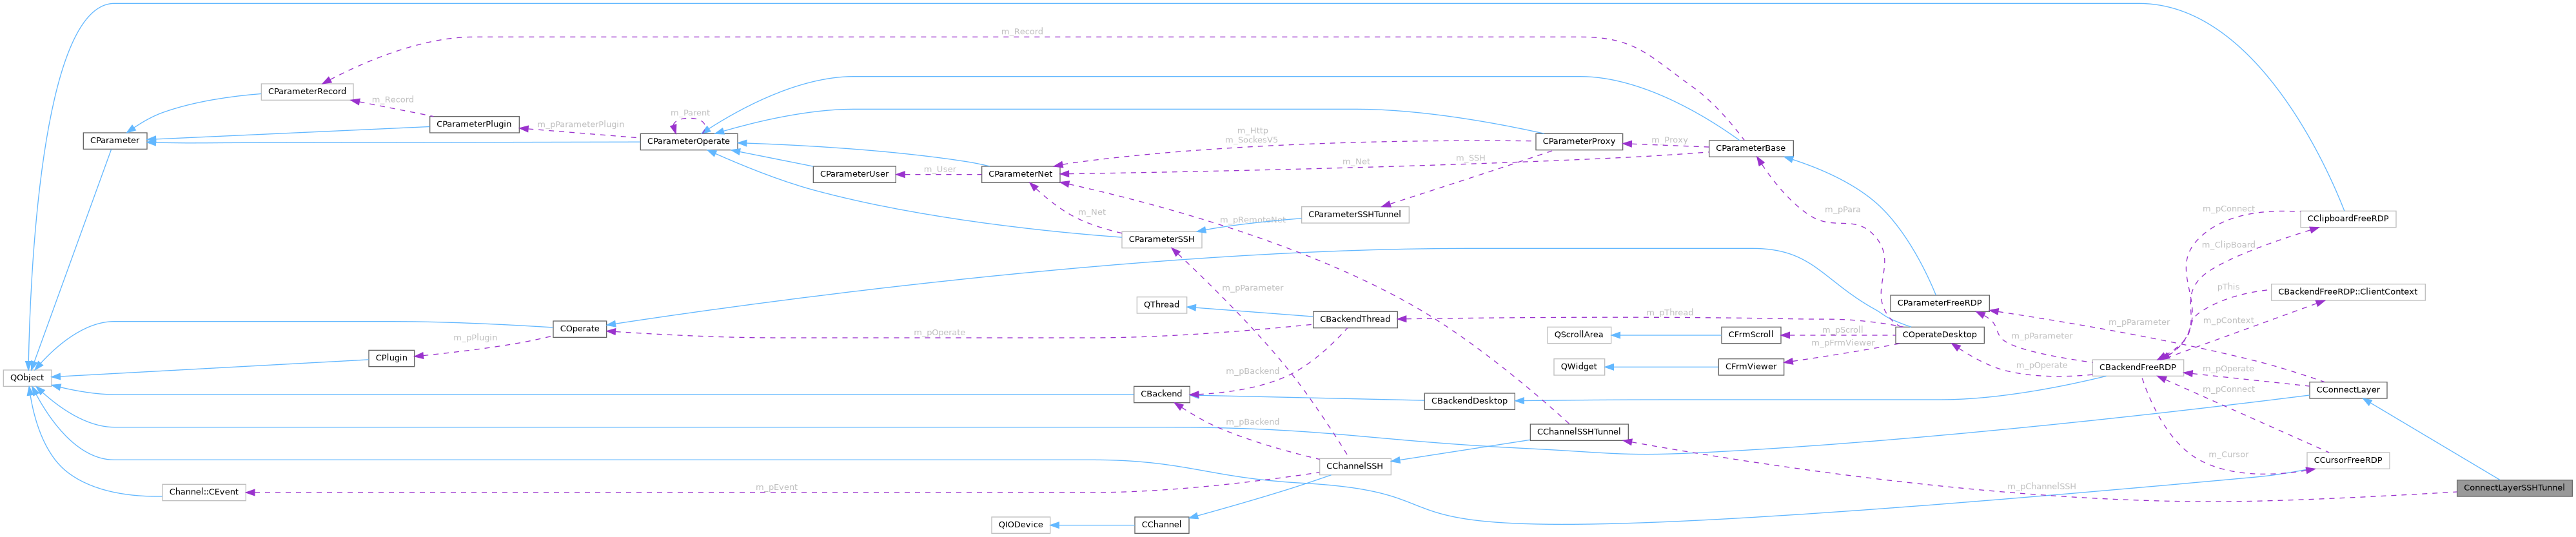 m_Record
CParameterRecord
m_Record
CParameterPlugin
m_pParameterPlugin
m_Parent
CParameter
CParameterOperate
m_Http
m_SockesV5
CParameterProxy
m_Proxy
CParameterBase
m_Net
m_SSH
CParameterUser
m_User
CParameterNet
m_Net
CParameterSSHTunnel
m_pRemoteNet
m_pPara
CParameterSSH
m_pConnect
CClipboardFreeRDP
m_ClipBoard
m_pParameter
pThis
CBackendFreeRDP::ClientContext
QThread
CParameterFreeRDP
m_pThread
CBackendThread
m_pContext
m_pParameter
COperate
m_pOperate
m_pPlugin
QScrollArea
CFrmScroll
m_pScroll
COperateDesktop
m_pParameter
m_pFrmViewer
CPlugin
QWidget
CFrmViewer
m_pOperate
CBackendFreeRDP
m_pOperate
QObject
m_pBackend
m_pConnect
CConnectLayer
CBackend
CBackendDesktop
m_pBackend
CChannelSSHTunnel
m_Cursor
CCursorFreeRDP
CChannelSSH
Channel::CEvent
m_pEvent
m_pChannelSSH
ConnectLayerSSHTunnel
QIODevice
CChannel